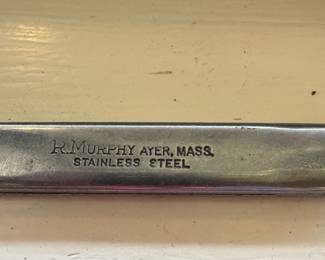 R. MURPHY AYER, MASS.
STAINLESS STEEL